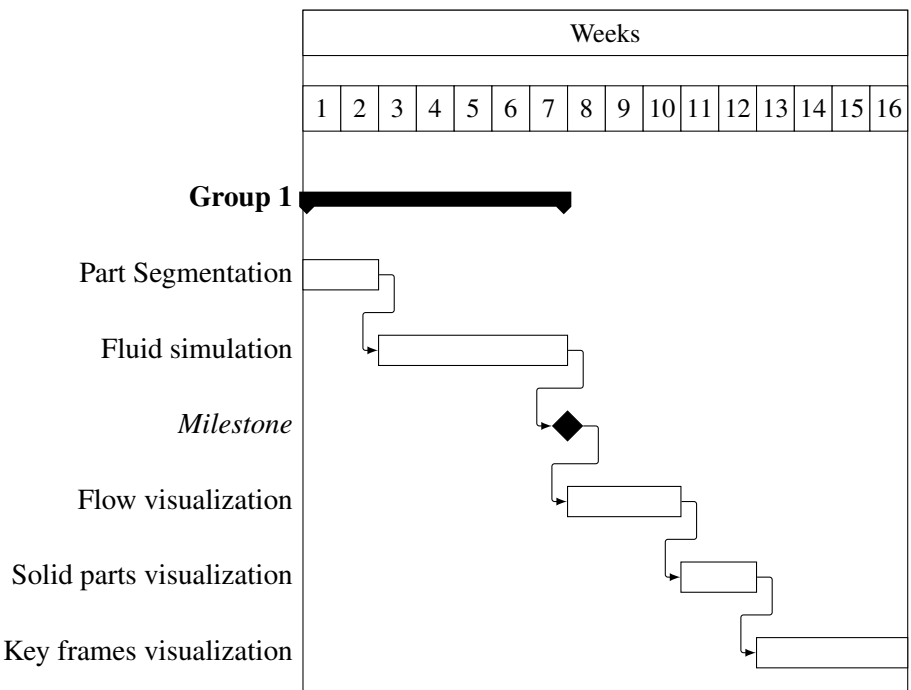 Weeks
1 2 3 4 5 6 7 8 9 10 11 12 13 14 15 16
Group 1
Part Segmentation
Fluid simulation
Milestone
Flow visualization
Solid parts visualization
Key frames visualization